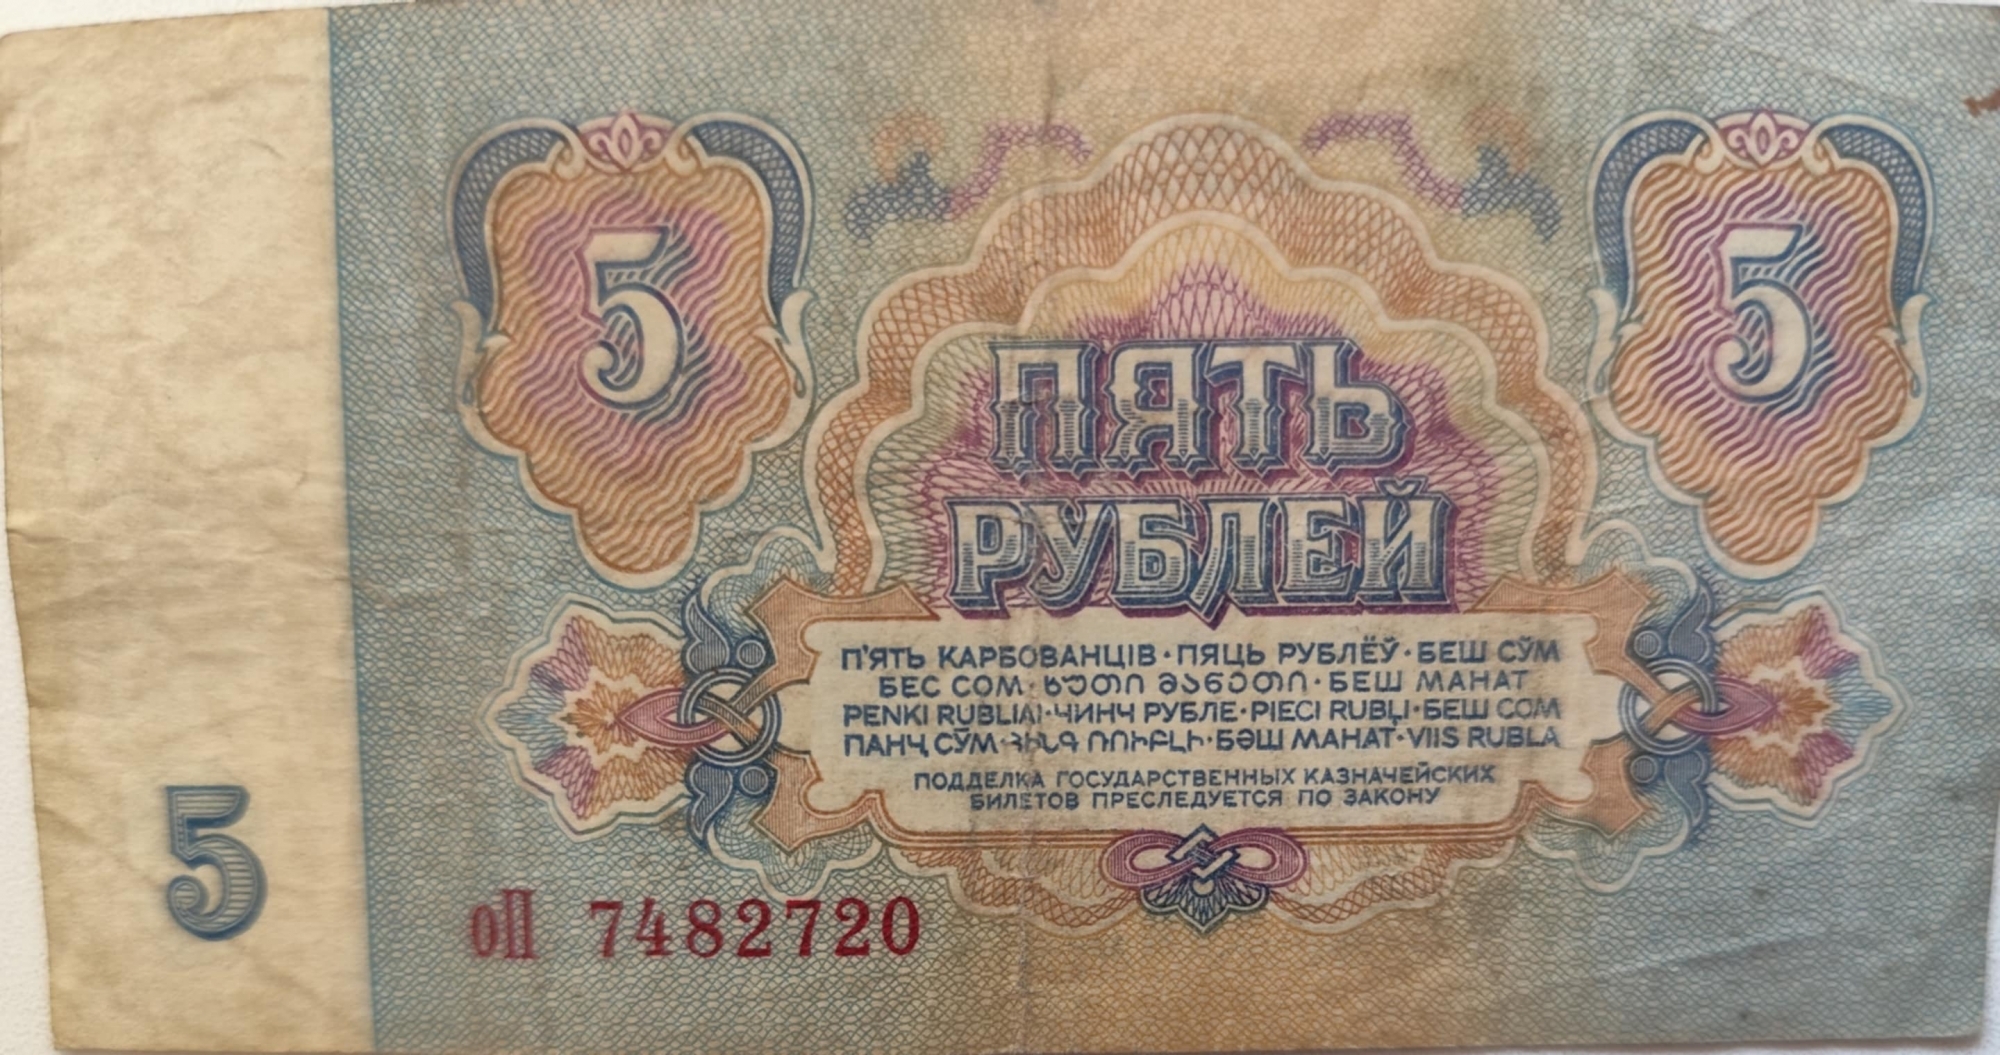 5
5
ПЯТЬ
РУБЛЕЙ
П'ЯТЬ КАРБОВАНЦІВ · ПЯЦЬ РУБЛЁЎ · БЕШ СЎМ
БЕС СОМ · ხუთი მანეთი · БЕШ МАНАТ
PENKI RUBLIAI · ЧИНЧ РУБЛЕ · PIECI RUBĻI · БЕШ СОМ
ПАНҶ СӮМ · ՀԻՆԳ ՌՈՒԲԼԻ · БӘШ МАНАТ · VIIS RUBLA
ПОДДЕЛКА ГОСУДАРСТВЕННЫХ КАЗНАЧЕЙСКИХ
БИЛЕТОВ ПРЕСЛЕДУЕТСЯ ПО ЗАКОНУ
5
оП 7482720